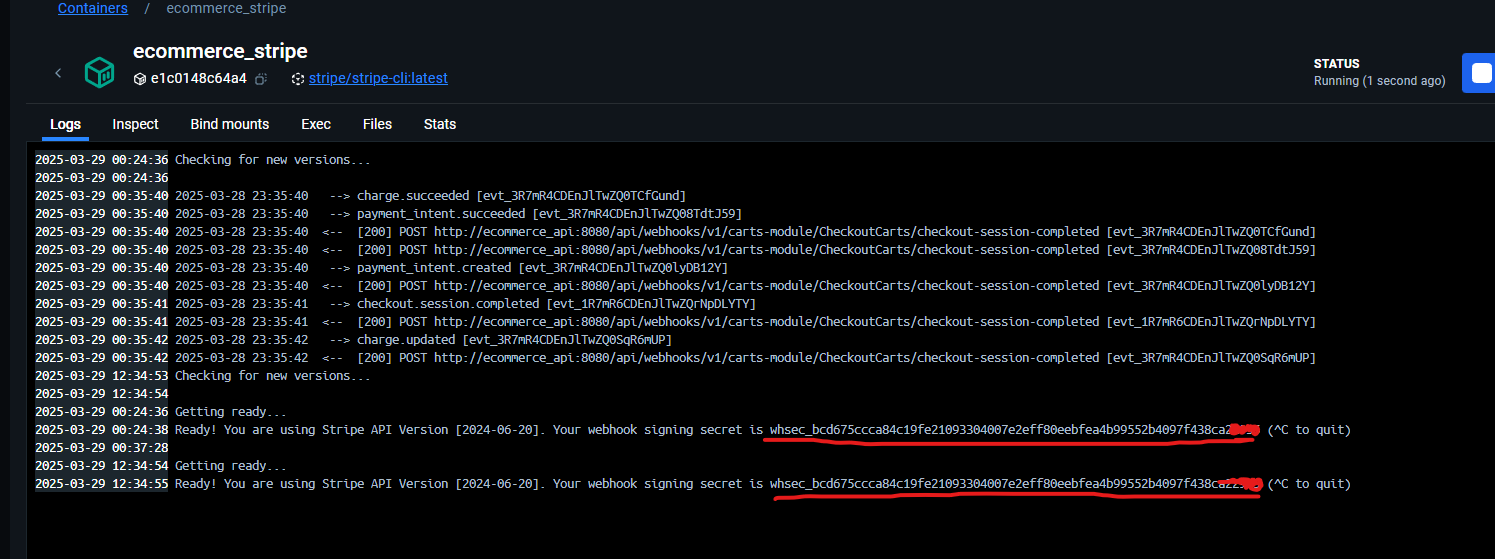 Containers / ecommerce_stripe
ecommerce_stripe
e1c0148c64a4 stripe/stripe-cli:latest
STATUS
Running (1 second ago)
Logs Inspect Bind mounts Exec Files Stats
2025-03-29 00:24:36 Checking for new versions...
2025-03-29 00:24:36
2025-03-29 00:35:40 2025-03-28 23:35:40 --> charge.succeeded [evt_3R7mR4CDEnJlTwZQ0TCfGund]
2025-03-29 00:35:40 2025-03-28 23:35:40 --> payment_intent.succeeded [evt_3R7mR4CDEnJlTwZQ08TdtJ59]
2025-03-29 00:35:40 2025-03-28 23:35:40 <-- [200] POST http://ecommerce_api:8080/api/webhooks/v1/carts-module/CheckoutCarts/checkout-session-completed [evt_3R7mR4CDEnJlTwZQ0TCfGund]
2025-03-29 00:35:40 2025-03-28 23:35:40 <-- [200] POST http://ecommerce_api:8080/api/webhooks/v1/carts-module/CheckoutCarts/checkout-session-completed [evt_3R7mR4CDEnJlTwZQ08TdtJ59]
2025-03-29 00:35:40 2025-03-28 23:35:40 --> payment_intent.created [evt_3R7mR4CDEnJlTwZQ0lyDB12Y]
2025-03-29 00:35:40 2025-03-28 23:35:40 <-- [200] POST http://ecommerce_api:8080/api/webhooks/v1/carts-module/CheckoutCarts/checkout-session-completed [evt_3R7mR4CDEnJlTwZQ0lyDB12Y]
2025-03-29 00:35:41 2025-03-28 23:35:41 --> checkout.session.completed [evt_1R7mR6CDEnJlTwZQrNpDLYTY]
2025-03-29 00:35:41 2025-03-28 23:35:41 <-- [200] POST http://ecommerce_api:8080/api/webhooks/v1/carts-module/CheckoutCarts/checkout-session-completed [evt_1R7mR6CDEnJlTwZQrNpDLYTY]
2025-03-29 00:35:42 2025-03-28 23:35:42 --> charge.updated [evt_3R7mR4CDEnJlTwZQ0SqR6mUP]
2025-03-29 00:35:42 2025-03-28 23:35:42 <-- [200] POST http://ecommerce_api:8080/api/webhooks/v1/carts-module/CheckoutCarts/checkout-session-completed [evt_3R7mR4CDEnJlTwZQ0SqR6mUP]
2025-03-29 12:34:53 Checking for new versions...
2025-03-29 12:34:54
2025-03-29 00:24:36 Getting ready...
2025-03-29 00:24:38 Ready! You are using Stripe API Version [2024-06-20]. Your webhook signing secret is (^C to quit)
2025-03-29 00:37:28
2025-03-29 12:34:54 Getting ready...
2025-03-29 12:34:55 Ready! You are using Stripe API Version [2024-06-20]. Your webhook signing secret is (^C to quit)